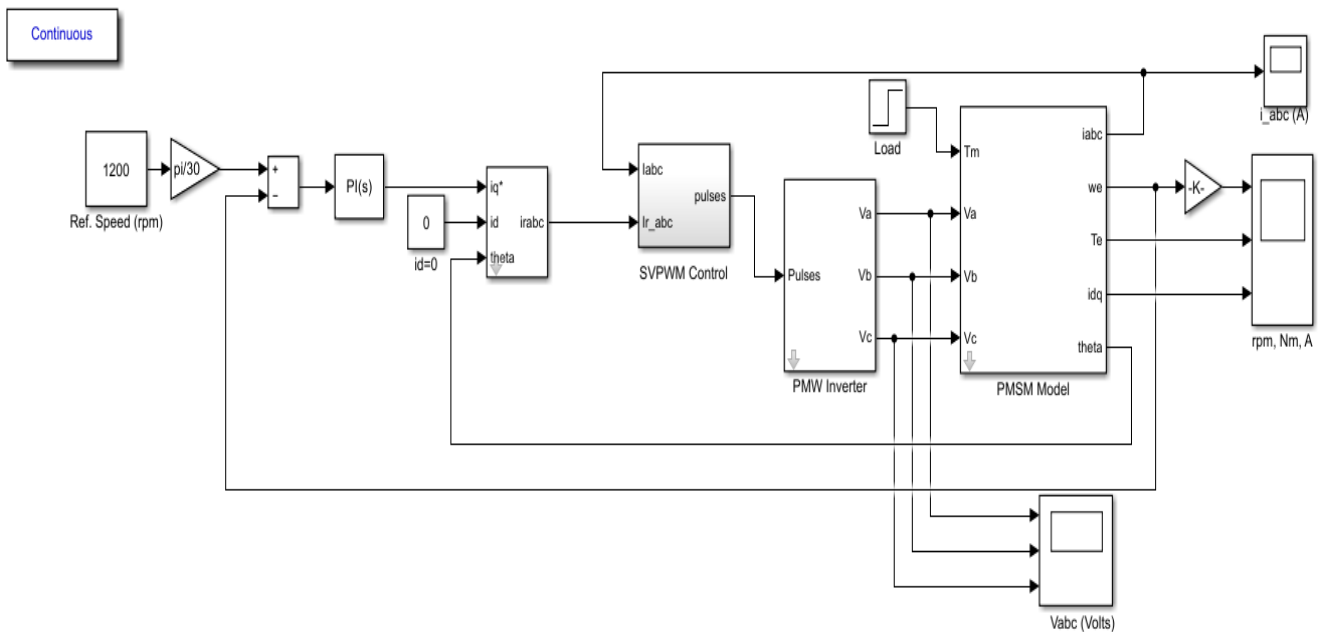 Continuous
i_abc (A)
1200
pi/30
+
−
PI(s)
Ref. Speed (rpm)
0
id=0
iq*
id
theta
irabc
Iabc
Ir_abc
pulses
SVPWM Control
Load
Pulses
Va
Vb
Vc
PMW Inverter
Tm
Va
Vb
Vc
iabc
we
Te
idq
theta
PMSM Model
-K-
rpm, Nm, A
Vabc (Volts)